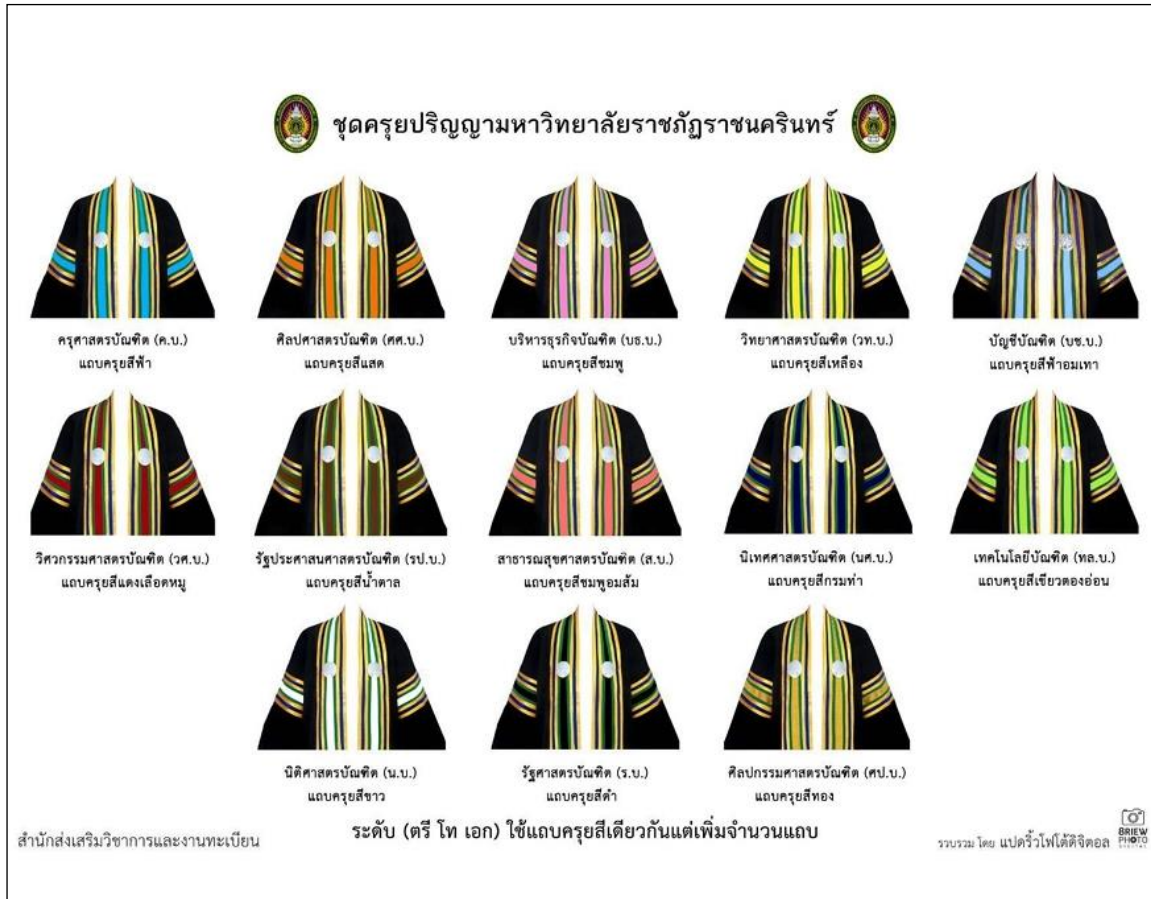 ชุดครุยปริญญามหาวิทยาลัยราชภัฏราชนครินทร์
ครุศาสตรบัณฑิต (ค.บ.)
แถบครุยสีฟ้า
ศิลปศาสตรบัณฑิต (ศศ.บ.)
แถบครุยสีแสด
บริหารธุรกิจบัณฑิต (บธ.บ.)
แถบครุยสีชมพู
วิทยาศาสตรบัณฑิต (วท.บ.)
แถบครุยสีเหลือง
บัญชีบัณฑิต (บช.บ.)
แถบครุยสีฟ้าอมเทา
วิศวกรรมศาสตรบัณฑิต (วศ.บ.)
แถบครุยสีแดงเลือดหมู
รัฐประศาสนศาสตรบัณฑิต (รป.บ.)
แถบครุยสีน้ำตาล
สาธารณสุขศาสตรบัณฑิต (ส.บ.)
แถบครุยสีชมพูอมส้ม
นิเทศศาสตรบัณฑิต (นศ.บ.)
แถบครุยสีกรมท่า
เทคโนโลยีบัณฑิต (ทล.บ.)
แถบครุยสีเขียวตองอ่อน
นิติศาสตรบัณฑิต (น.บ.)
แถบครุยสีขาว
รัฐศาสตรบัณฑิต (ร.บ.)
แถบครุยสีดำ
ศิลปกรรมศาสตรบัณฑิต (ศป.บ.)
แถบครุยสีทอง
ระดับ (ตรี โท เอก) ใช้แถบครุยสีเดียวกันแต่เพิ่มจำนวนแถบ
สำนักส่งเสริมวิชาการและงานทะเบียน
รวบรวม โดย แปดริ้วโฟโต้ดิจิตอล
8RIEW
PHOTO
DIGITAL